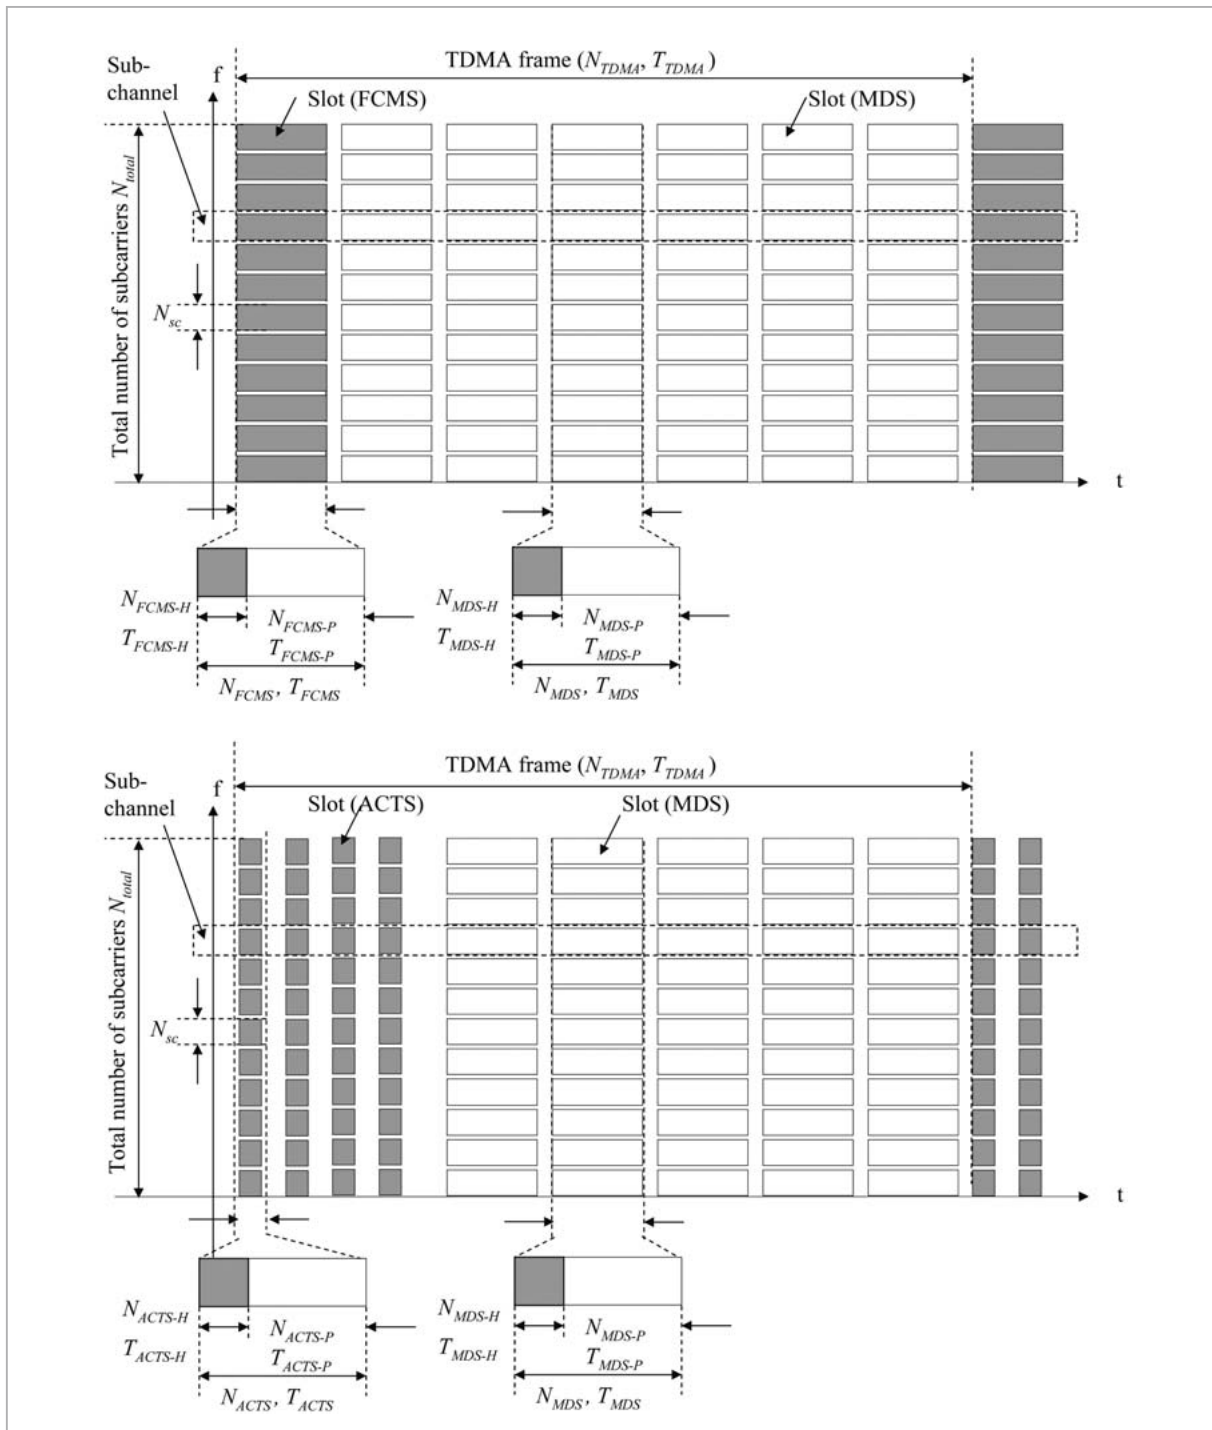 TDMA frame (N_TDMA, T_TDMA)
Sub-
channel
f
Slot (FCMS)
Slot (MDS)
Total number of subcarriers N_total
N_sc
t
N_FCMS-H
N_FCMS-P
T_FCMS-H
T_FCMS-P
N_FCMS, T_FCMS
N_MDS-H
N_MDS-P
T_MDS-H
T_MDS-P
N_MDS, T_MDS
TDMA frame (N_TDMA, T_TDMA)
Sub-
channel
f
Slot (ACTS)
Slot (MDS)
Total number of subcarriers N_total
N_sc
t
N_ACTS-H
N_ACTS-P
T_ACTS-H
T_ACTS-P
N_ACTS, T_ACTS
N_MDS-H
N_MDS-P
T_MDS-H
T_MDS-P
N_MDS, T_MDS